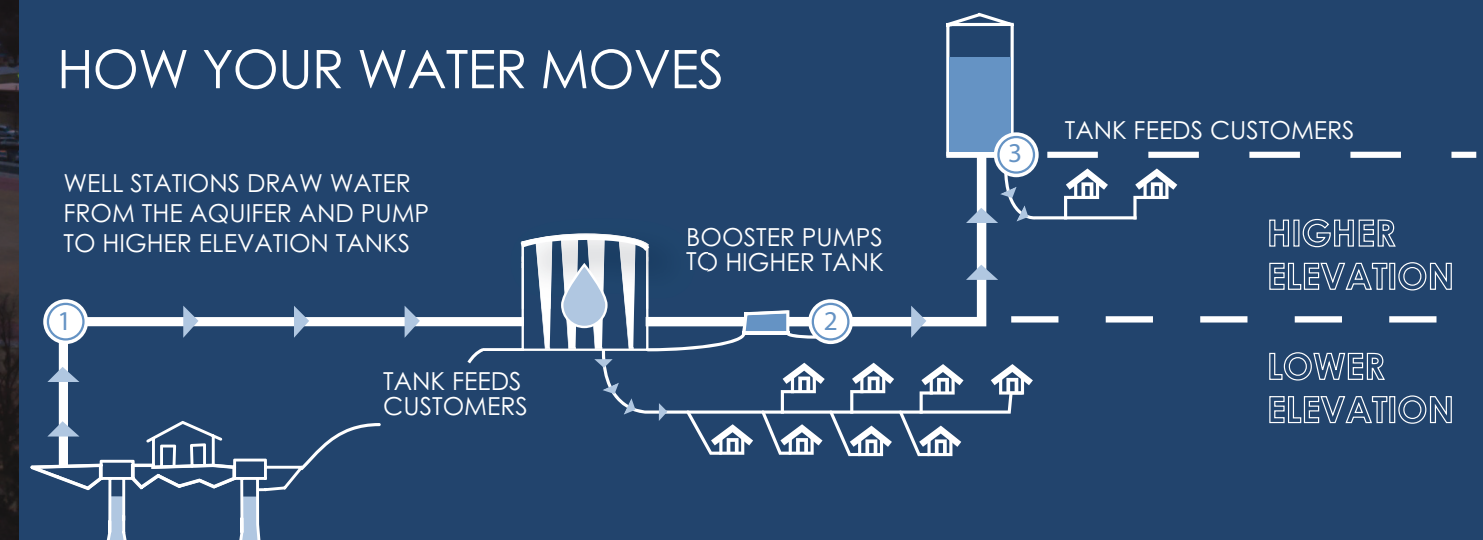 HOW YOUR WATER MOVES
WELL STATIONS DRAW WATER
FROM THE AQUIFER AND PUMP
TO HIGHER ELEVATION TANKS
1
TANK FEEDS
CUSTOMERS
BOOSTER PUMPS
TO HIGHER TANK
2
3
TANK FEEDS CUSTOMERS
HIGHER
ELEVATION
LOWER
ELEVATION